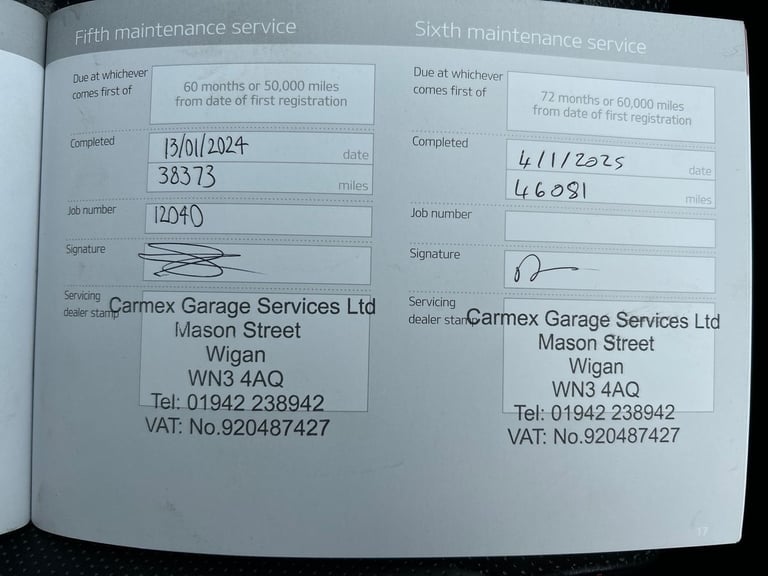 Fifth maintenance service
Due at whichever
comes first of
60 months or 50,000 miles
from date of first registration
Completed
13/01/2024
date
38373
miles
Job number
12040
Signature
Servicing
dealer stamp
Carmex Garage Services Ltd
Mason Street
Wigan
WN3 4AQ
Tel: 01942 238942
VAT: No.920487427
Sixth maintenance service
Due at whichever
comes first of
72 months or 60,000 miles
from date of first registration
Completed
4/1/2025
date
46081
miles
Job number
Signature
Servicing
dealer stamp
Carmex Garage Services Ltd
Mason Street
Wigan
WN3 4AQ
Tel: 01942 238942
VAT: No.920487427
17